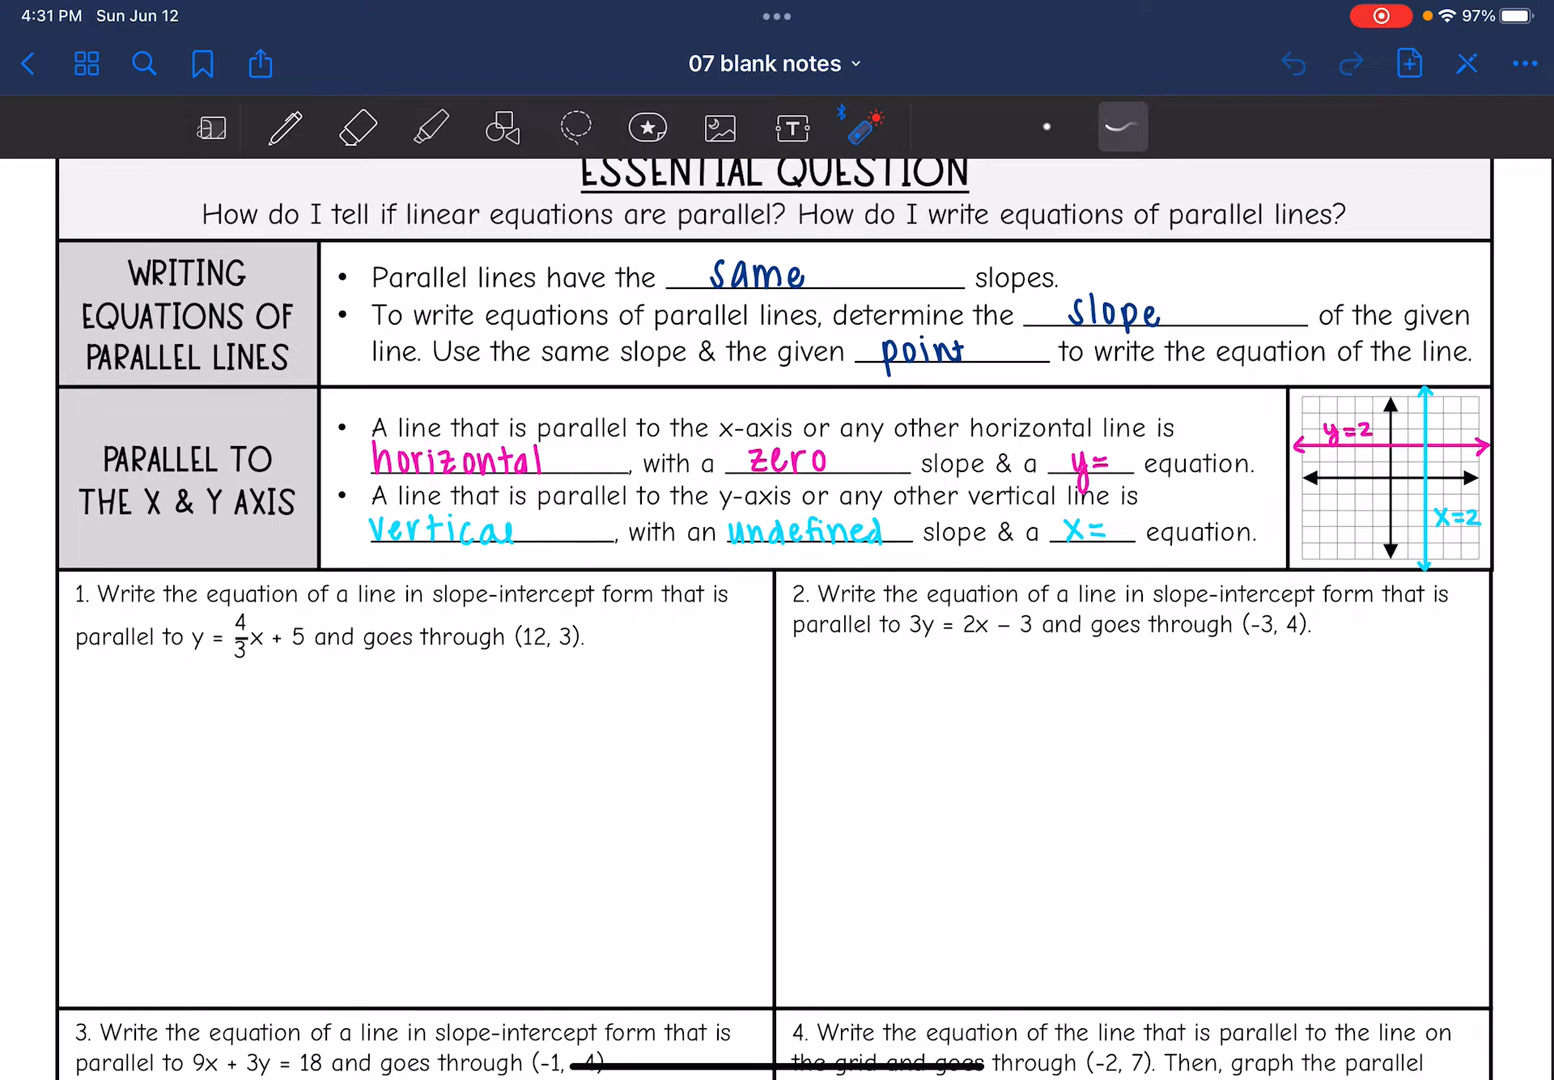 4:31 PM Sun Jun 12
97%
07 blank notes
ESSENTIAL QUESTION
How do I tell if linear equations are parallel? How do I write equations of parallel lines?
WRITING
EQUATIONS OF
PARALLEL LINES
• Parallel lines have the same slopes.
• To write equations of parallel lines, determine the slope of the given
line. Use the same slope & the given point to write the equation of the line.
PARALLEL TO
THE X & Y AXIS
• A line that is parallel to the x-axis or any other horizontal line is
horizontal, with a zero slope & a y= equation.
• A line that is parallel to the y-axis or any other vertical line is
vertical, with an undefined slope & a x= equation.
y=2
x=2
1. Write the equation of a line in slope-intercept form that is
parallel to y = 4/3x + 5 and goes through (12, 3).
2. Write the equation of a line in slope-intercept form that is
parallel to 3y = 2x − 3 and goes through (-3, 4).
3. Write the equation of a line in slope-intercept form that is
parallel to 9x + 3y = 18 and goes through (-1, 4)
4. Write the equation of the line that is parallel to the line on
the grid and goes through (-2, 7). Then, graph the parallel